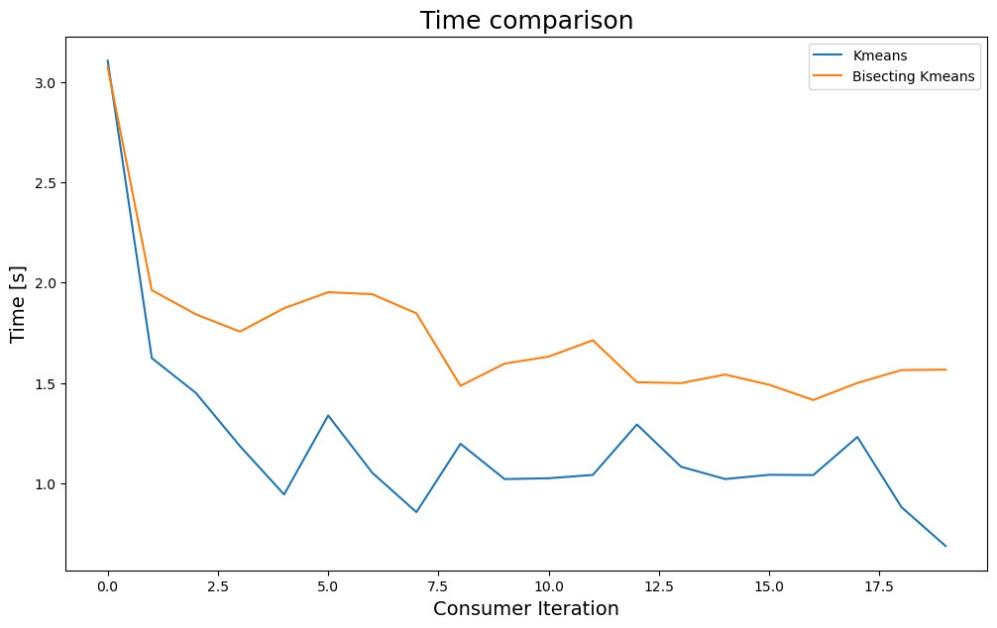 Time comparison
Kmeans
Bisecting Kmeans
Time [s]
3.0
2.5
2.0
1.5
1.0
0.0
2.5
5.0
7.5
10.0
12.5
15.0
17.5
Consumer Iteration